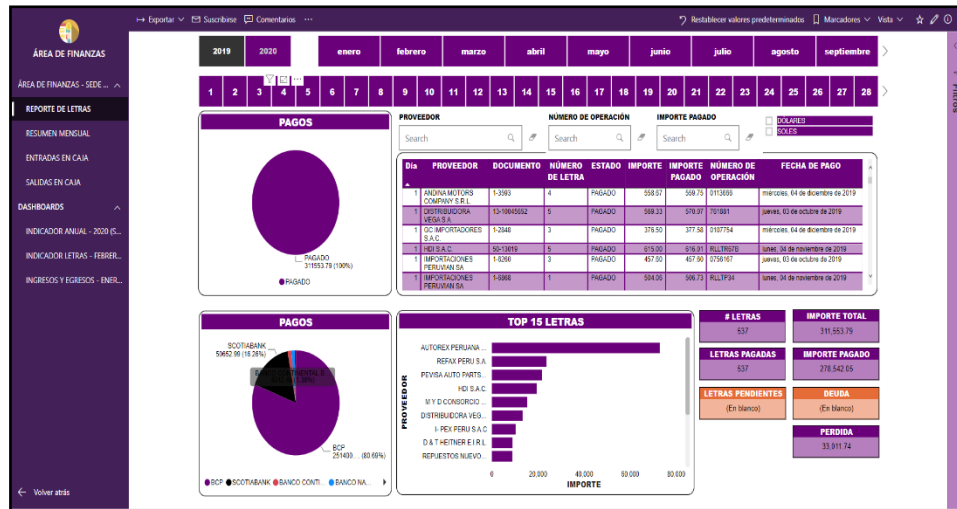 Exportar
Suscribirse
Comentarios
Restablecer valores predeterminados
Marcadores
Vista
ÁREA DE FINANZAS
ÁREA DE FINANZAS - SEDE ...
REPORTE DE LETRAS
RESUMEN MENSUAL
ENTRADAS EN CAJA
SALIDAS EN CAJA
DASHBOARDS
INDICADOR ANUAL - 2020 (S...
INDICADOR LETRAS - FEBRER...
INGRESOS Y EGRESOS - ENER...
Volver atrás
2019 2020
enero febrero marzo abril mayo junio julio agosto septiembre
1 2 3 4 5 6 7 8 9 10 11 12 13 14 15 16 17 18 19 20 21 22 23 24 25 26 27 28
PAGOS
PAGADO
311553.79 (100%)
PAGADO
PROVEEDOR
Search
NÚMERO DE OPERACIÓN
Search
IMPORTE PAGADO
Search
DÓLARES
SOLES
Día PROVEEDOR DOCUMENTO NÚMERO DE LETRA ESTADO IMPORTE IMPORTE PAGADO NÚMERO DE OPERACIÓN FECHA DE PAGO
1 ANDINA MOTORS COMPANY S.R.L. 1-3593 4 PAGADO 558.67 559.75 miércoles, 04 de diciembre de 2019
1 DISTRIBUIDORA VEGA S.A. 5 PAGADO 569.33 570.07 761881 jueves, 03 de octubre de 2019
1 GC IMPORTADORES S.A.C. 1-2848 3 PAGADO 376.50 377.58 0107754 miércoles, 04 de diciembre de 2019
1 HDI S.A.C. 50-13019 5 PAGADO 615.00 616.01 RLLTR67B lunes, 04 de noviembre de 2019
1 IMPORTACIONES PERUVIAN SA 1-6260 3 PAGADO 457.60 457.60 0756167 jueves, 03 de octubre de 2019
1 IMPORTACIONES PERUVIAN SA 1-6868 1 PAGADO 504.06 506.73 RLLTP34 lunes, 04 de noviembre de 2019
PAGOS
SCOTIABANK
50652.99 (16.26%)
BCP
251400.... (80.69%)
BCP SCOTIABANK BANCO CONTI... BANCO NA...
TOP 15 LETRAS
PROVEEDOR
AUTOREX PERUANA ...
REFAX PERU S.A
PEVISA AUTO PARTS...
HDI S.A.C.
M Y D CONSORCIO ...
DISTRIBUIDORA VEG...
I- PEX PERU S.A.C
D & T HEITNER E.I.R.L
REPUESTOS NUEVO...
0 20.000 40.000 60.000 80.000
IMPORTE
# LETRAS
537
IMPORTE TOTAL
311,553.79
LETRAS PAGADAS
537
IMPORTE PAGADO
278,542.05
LETRAS PENDIENTES
(En blanco)
DEUDA
(En blanco)
PERDIDA
33,011.74